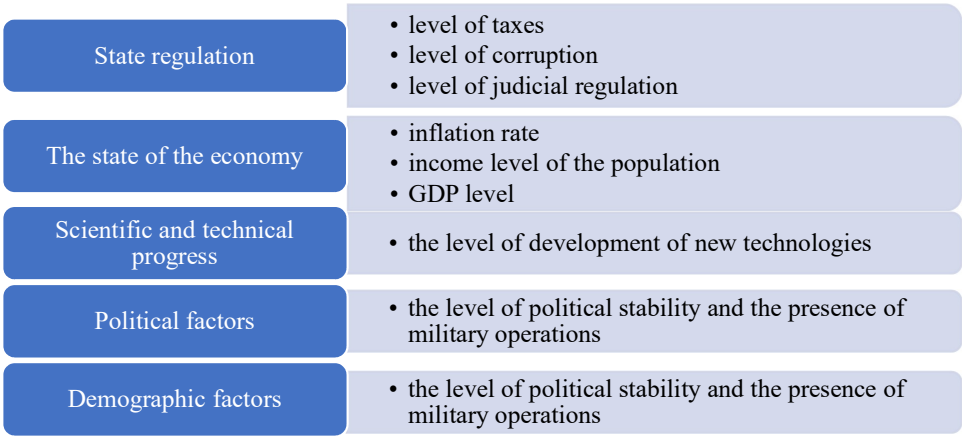 State regulation
• level of taxes
• level of corruption
• level of judicial regulation
The state of the economy
• inflation rate
• income level of the population
• GDP level
Scientific and technical
progress
• the level of development of new technologies
Political factors
• the level of political stability and the presence of
military operations
Demographic factors
• the level of political stability and the presence of
military operations